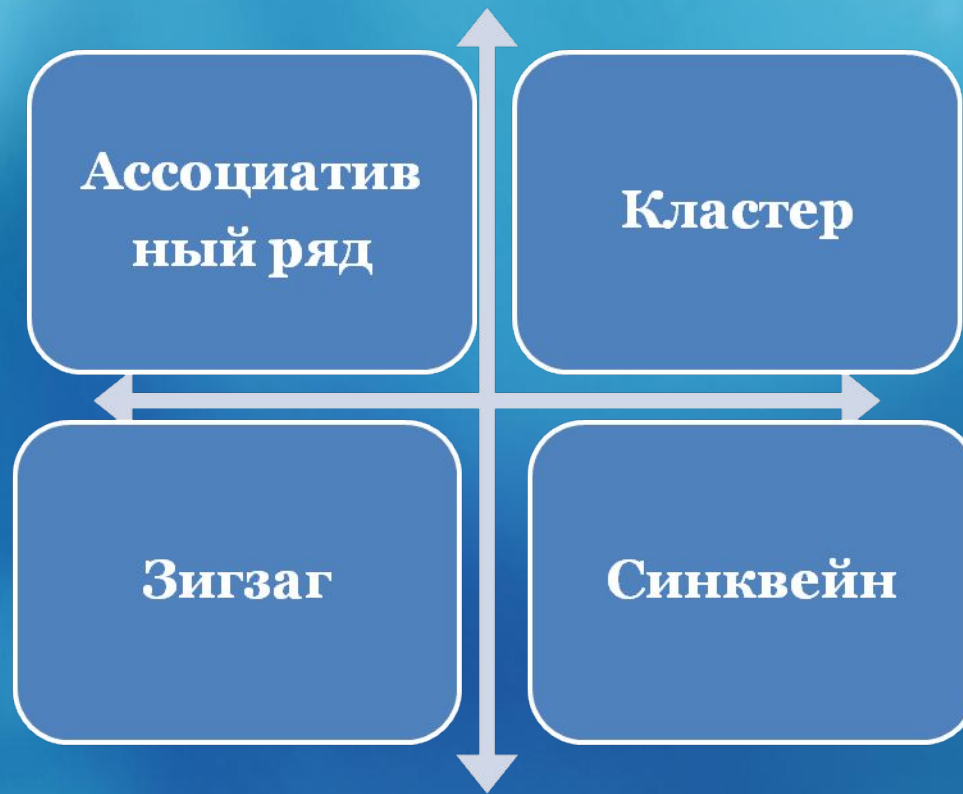 Ассоциатив
ный ряд
Кластер
Зигзаг
Синквейн